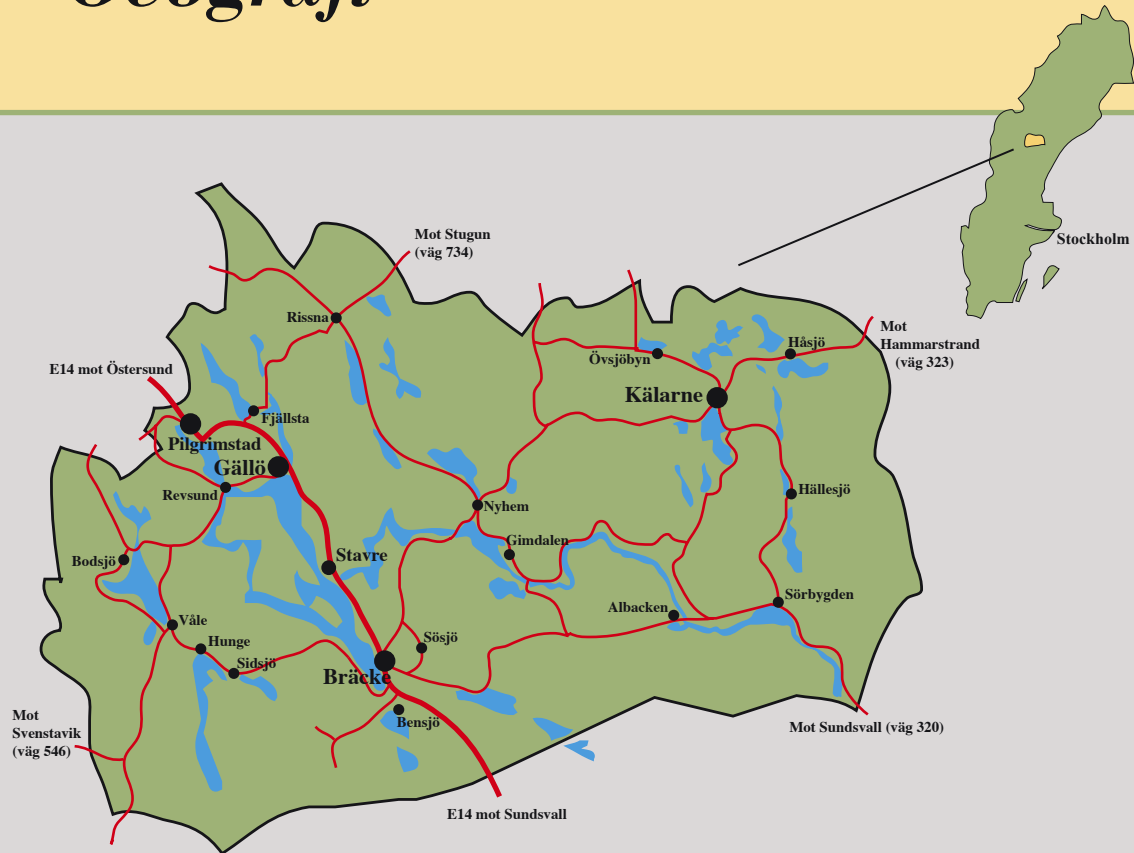 Geografi
Stockholm
Mot Stugun
(väg 734)
Rissna
Mot
Hammarstrand
(väg 323)
Håsjö
Övsjöbyn
E14 mot Östersund
Kälarne
Fjällsta
Pilgrimstad
Gällö
Revsund
Hällesjö
Nyhem
Gimdalen
Stavre
Bodsjö
Sörbygden
Albacken
Våle
Hunge
Sösjö
Sidsjö
Bräcke
Mot
Svenstavik
(väg 546)
Bensjö
Mot Sundsvall (väg 320)
E14 mot Sundsvall